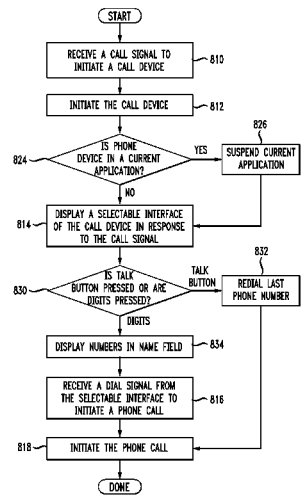 START
RECEIVE A CALL SIGNAL TO
INITIATE A CALL DEVICE
810
INITIATE THE CALL DEVICE
812
824
IS PHONE
DEVICE IN A CURRENT
APPLICATION?
YES
826
SUSPEND CURRENT
APPLICATION
NO
814
DISPLAY A SELECTABLE INTERFACE
OF THE CALL DEVICE IN RESPONSE
TO THE CALL SIGNAL
830
IS TALK
BUTTON PRESSED OR ARE
DIGITS PRESSED?
TALK
BUTTON
832
REDIAL LAST
PHONE NUMBER
DIGITS
DISPLAY NUMBERS IN NAME FIELD
834
RECEIVE A DIAL SIGNAL FROM
THE SELECTABLE INTERFACE TO
INITIATE A PHONE CALL
816
818
INITIATE THE PHONE CALL
DONE